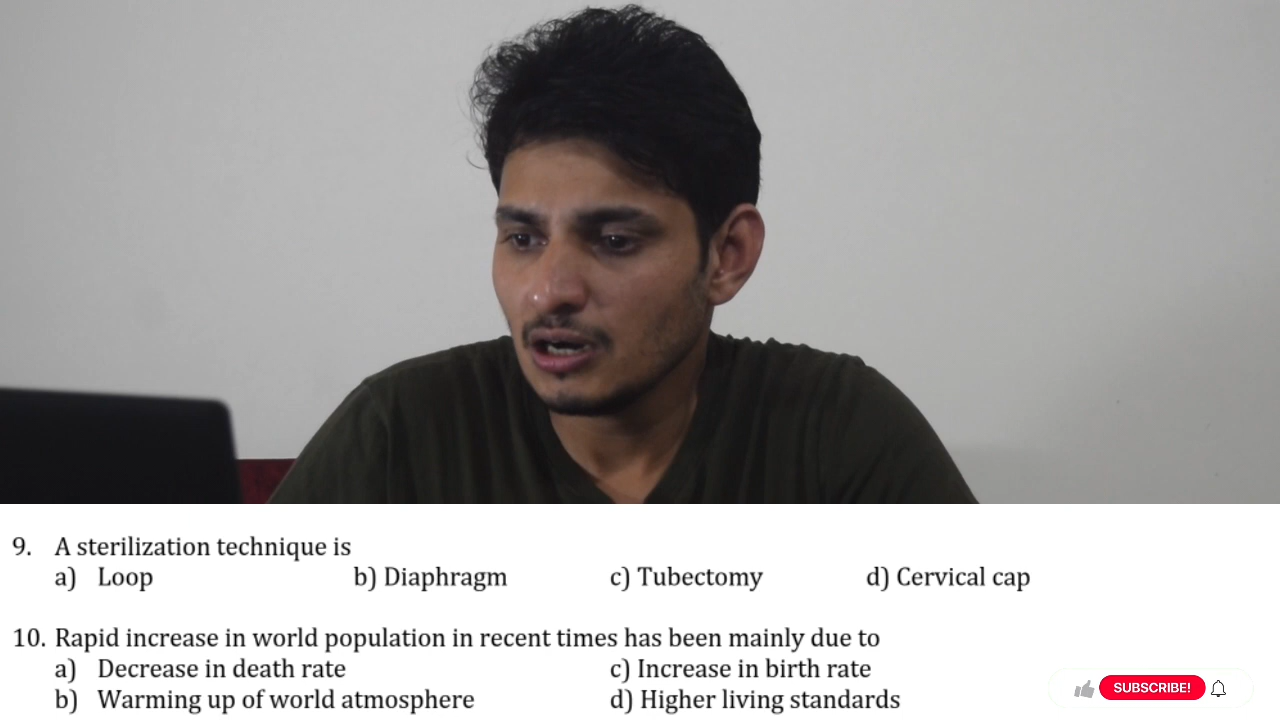 9. A sterilization technique is
a) Loop b) Diaphragm c) Tubectomy d) Cervical cap
10. Rapid increase in world population in recent times has been mainly due to
a) Decrease in death rate c) Increase in birth rate
b) Warming up of world atmosphere d) Higher living standards
SUBSCRIBE!